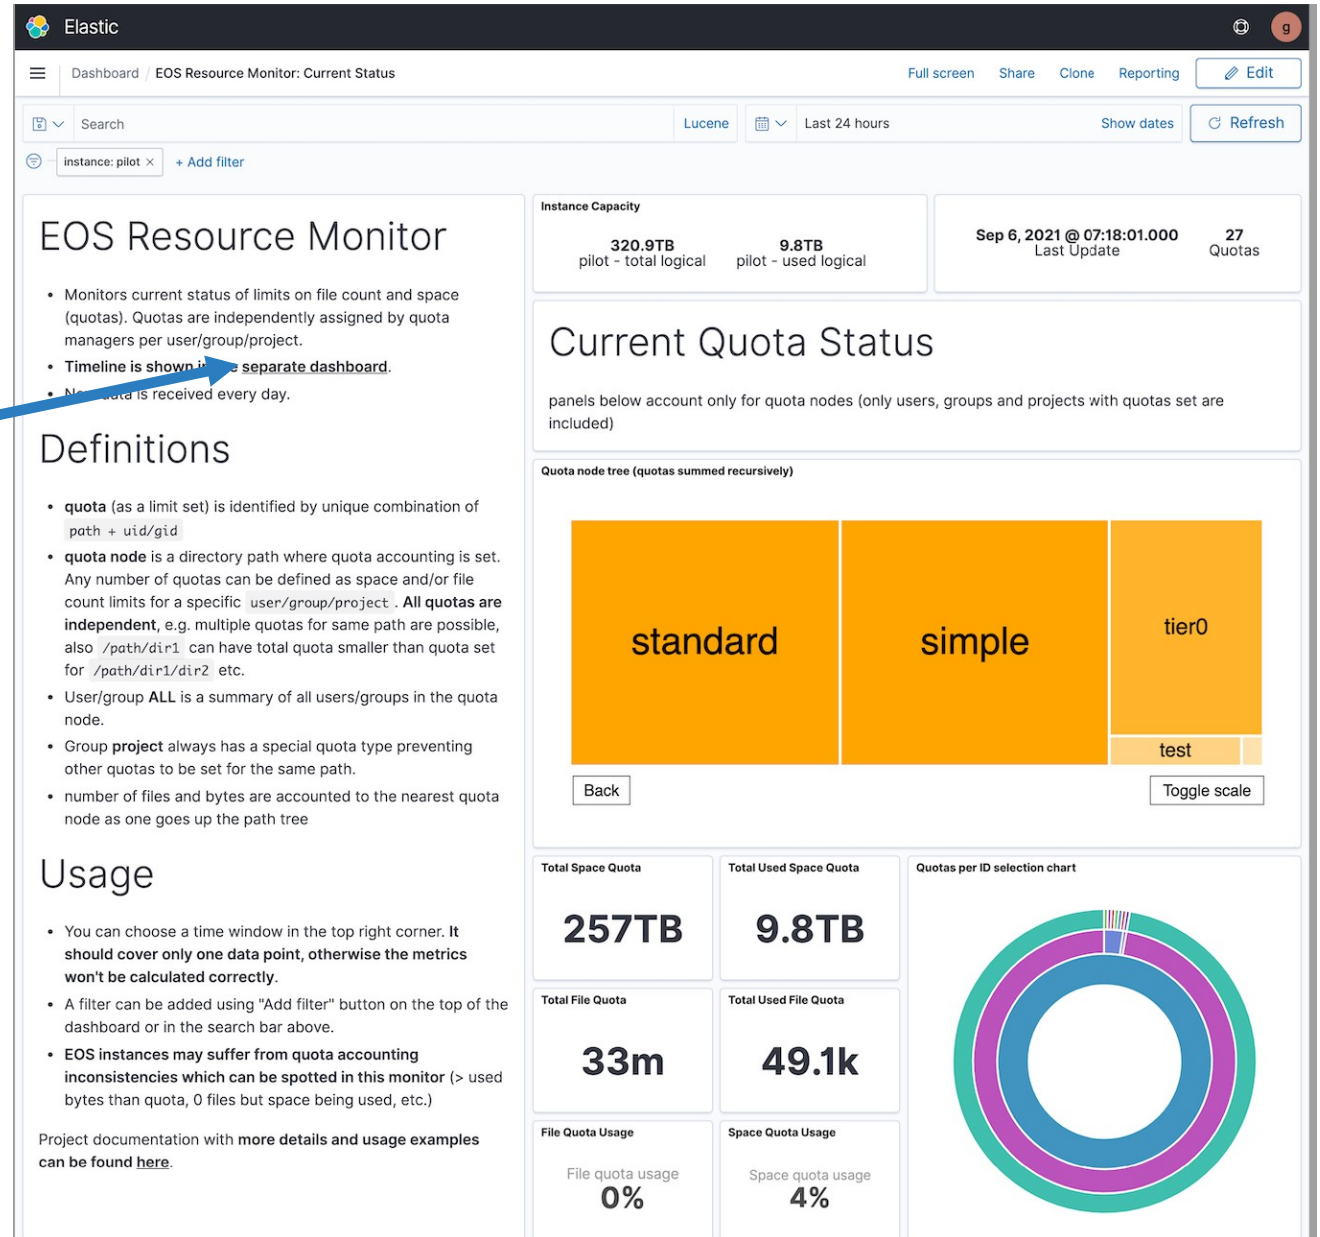 Elastic
g
Dashboard / EOS Resource Monitor: Current Status
Full screen Share Clone Reporting Edit
Search Lucene
Last 24 hours Show dates Refresh
instance: pilot × + Add filter
EOS Resource Monitor
• Monitors current status of limits on file count and space
(quotas). Quotas are independently assigned by quota
managers per user/group/project.
• Timeline is shown separate dashboard.
• data is received every day.
Definitions
• quota (as a limit set) is identified by unique combination of
path + uid/gid
• quota node is a directory path where quota accounting is set.
Any number of quotas can be defined as space and/or file
count limits for a specific user/group/project . All quotas are
independent, e.g. multiple quotas for same path are possible,
also /path/dir1 can have total quota smaller than quota set
for /path/dir1/dir2 etc.
• User/group ALL is a summary of all users/groups in the quota
node.
• Group project always has a special quota type preventing
other quotas to be set for the same path.
• number of files and bytes are accounted to the nearest quota
node as one goes up the path tree
Usage
• You can choose a time window in the top right corner. It
should cover only one data point, otherwise the metrics
won't be calculated correctly.
• A filter can be added using "Add filter" button on the top of the
dashboard or in the search bar above.
• EOS instances may suffer from quota accounting
inconsistencies which can be spotted in this monitor (> used
bytes than quota, 0 files but space being used, etc.)
Project documentation with more details and usage examples
can be found here.
Instance Capacity
320.9TB 9.8TB
pilot - total logical pilot - used logical
Sep 6, 2021 @ 07:18:01.000 27
Last Update Quotas
Current Quota Status
panels below account only for quota nodes (only users, groups and projects with quotas set are
included)
Quota node tree (quotas summed recursively)
standard simple tier0
test
Back Toggle scale
Total Space Quota
257TB
Total Used Space Quota
9.8TB
Quotas per ID selection chart
Total File Quota
33m
Total Used File Quota
49.1k
File Quota Usage
File quota usage
0%
Space Quota Usage
Space quota usage
4%